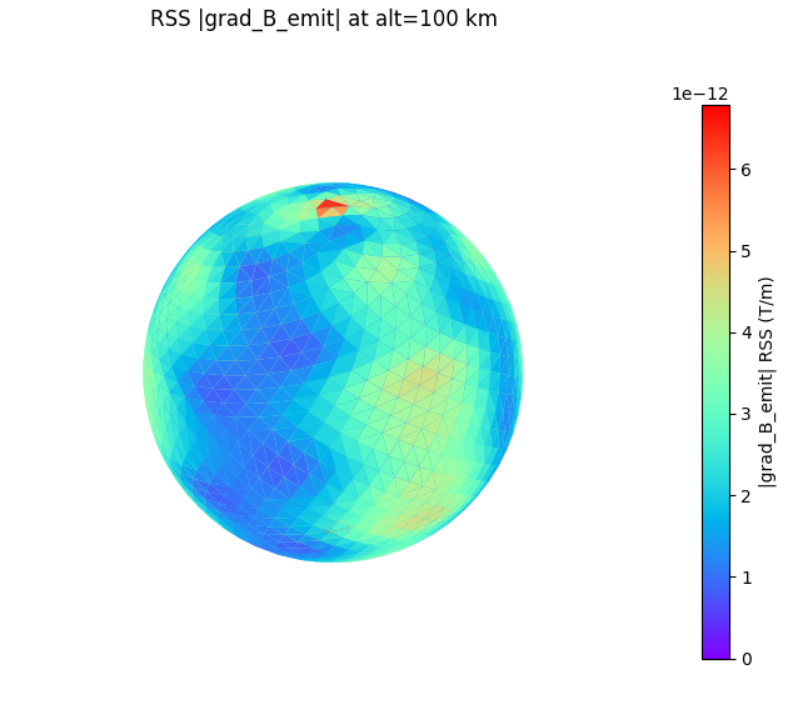 RSS |grad_B_emit| at alt=100 km
1e−12
6
5
4
3
2
1
0
|grad_B_emit| RSS (T/m)